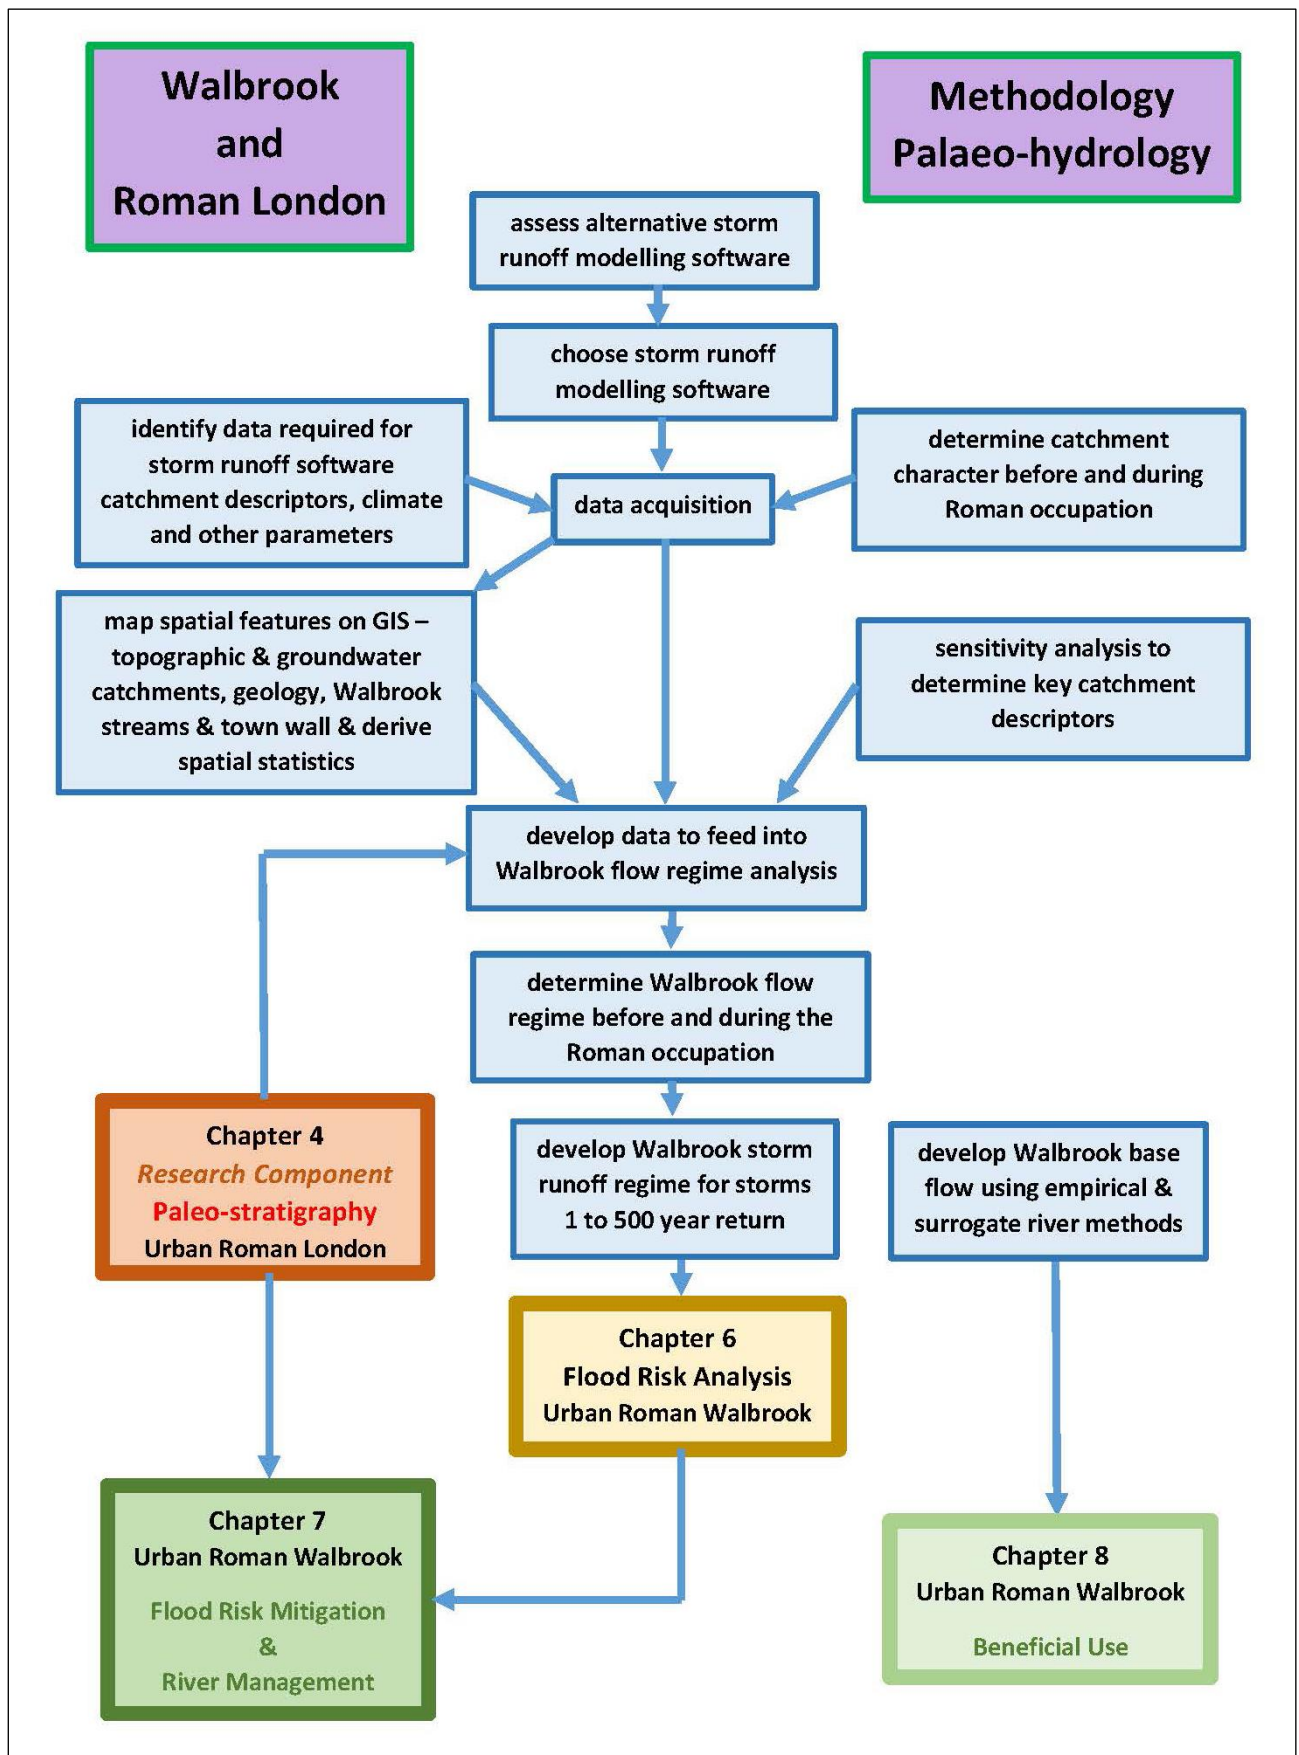 Walbrook
and
Roman London
Methodology
Palaeo-hydrology
assess alternative storm
runoff modelling software
choose storm runoff
modelling software
identify data required for
storm runoff software
catchment descriptors, climate
and other parameters
data acquisition
determine catchment
character before and during
Roman occupation
map spatial features on GIS –
topographic & groundwater
catchments, geology, Walbrook
streams & town wall & derive
spatial statistics
sensitivity analysis to
determine key catchment
descriptors
develop data to feed into
Walbrook flow regime analysis
determine Walbrook flow
regime before and during the
Roman occupation
Chapter 4
Research Component
Paleo-stratigraphy
Urban Roman London
develop Walbrook storm
runoff regime for storms
1 to 500 year return
develop Walbrook base
flow using empirical &
surrogate river methods
Chapter 6
Flood Risk Analysis
Urban Roman Walbrook
Chapter 7
Urban Roman Walbrook
Flood Risk Mitigation
&
River Management
Chapter 8
Urban Roman Walbrook
Beneficial Use